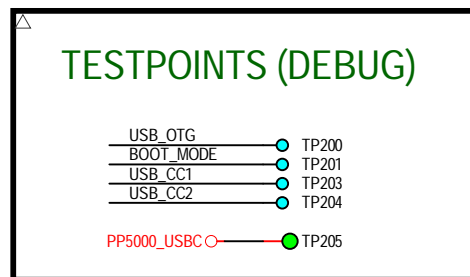 TESTPOINTS (DEBUG)
USB_OTG TP200
BOOT_MODE TP201
USB_CC1 TP203
USB_CC2 TP204
PP5000_USBC TP205